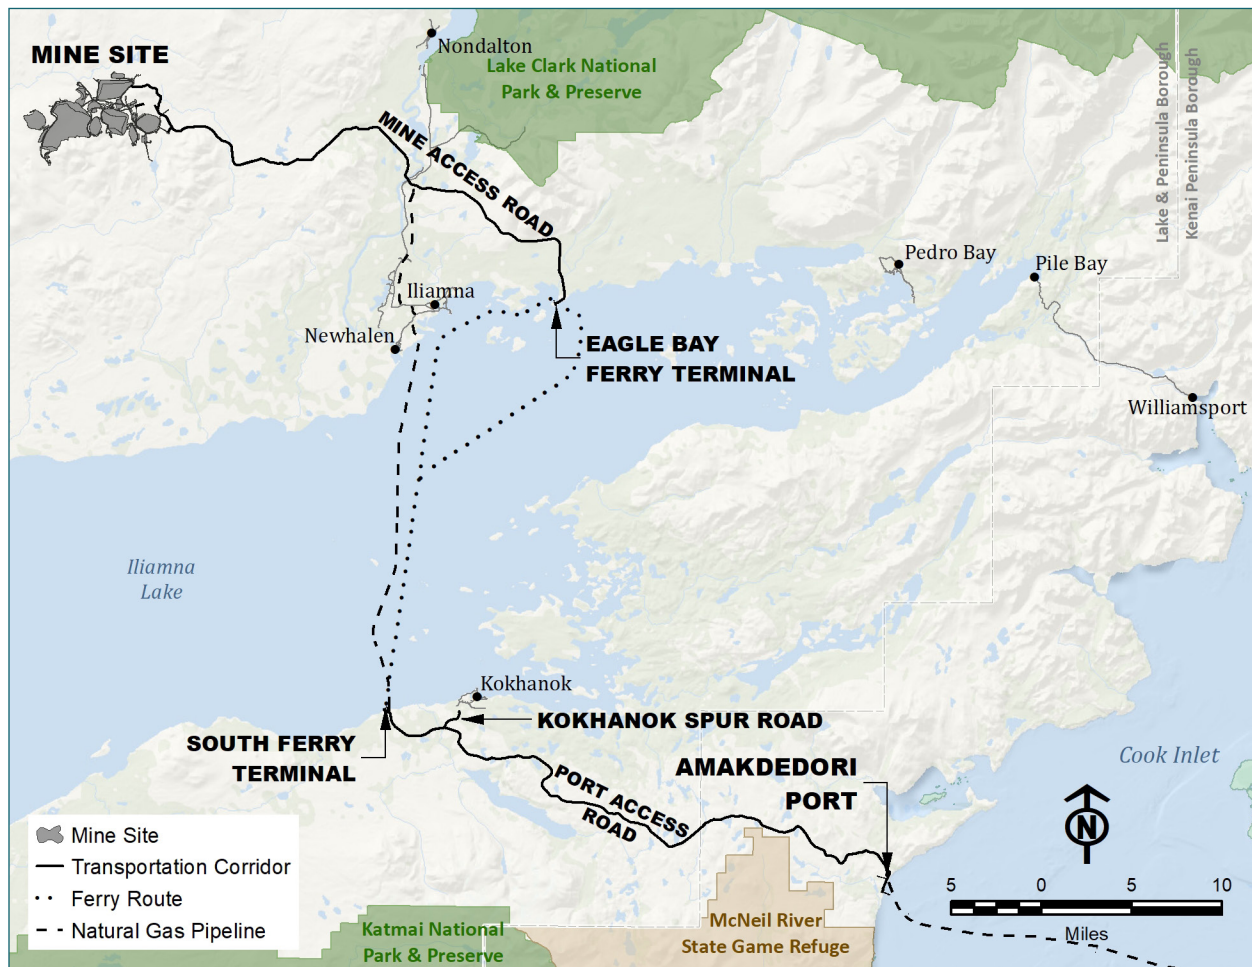 Nondalton
MINE SITE
Lake Clark National
Park & Preserve
MINE ACCESS ROAD
Lake & Peninsula Borough
Kenai Peninsula Borough
Pedro Bay
Pile Bay
Iliamna
Newhalen
EAGLE BAY
FERRY TERMINAL
Williamsport
Iliamna
Lake
Kokhanok
KOKHANOK SPUR ROAD
SOUTH FERRY
TERMINAL
AMAKDEDORI
PORT
Cook Inlet
PORT ACCESS
ROAD
N
Mine Site
Transportation Corridor
Ferry Route
Natural Gas Pipeline
5 0 5 10
Miles
McNeil River
State Game Refuge
Katmai National
Park & Preserve